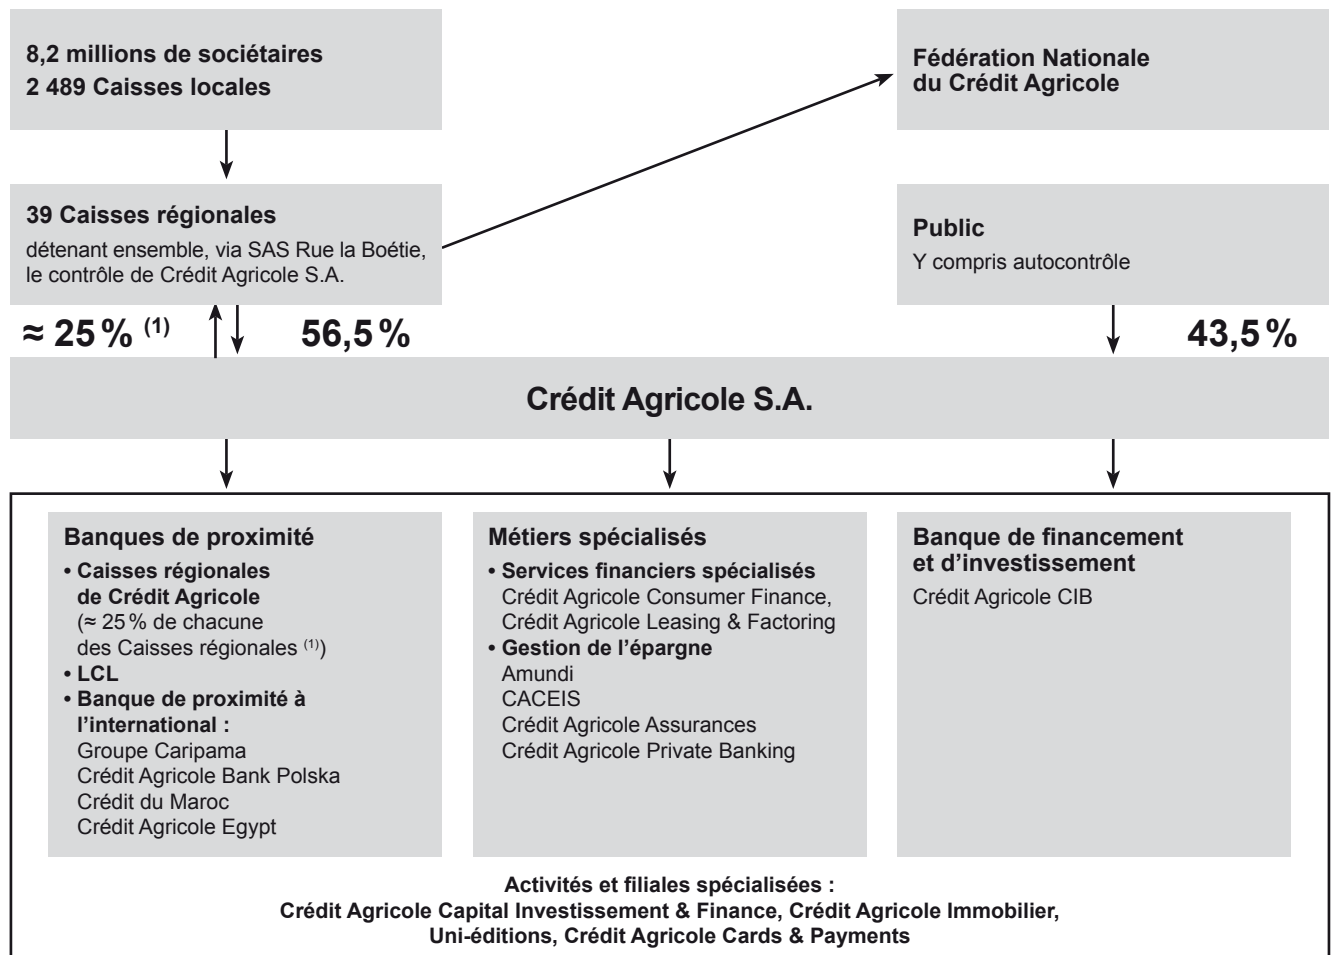 8,2 millions de sociétaires
2 489 Caisses locales
Fédération Nationale
du Crédit Agricole
39 Caisses régionales
détenant ensemble, via SAS Rue la Boétie,
le contrôle de Crédit Agricole S.A.
Public
Y compris autocontrôle
≈ 25 % (1)
56,5 %
43,5 %
Crédit Agricole S.A.
Banques de proximité
• Caisses régionales
de Crédit Agricole
(≈ 25 % de chacune
des Caisses régionales (1))
• LCL
• Banque de proximité à
l’international :
Groupe Caripama
Crédit Agricole Bank Polska
Crédit du Maroc
Crédit Agricole Egypt
Métiers spécialisés
• Services financiers spécialisés
Crédit Agricole Consumer Finance,
Crédit Agricole Leasing & Factoring
• Gestion de l’épargne
Amundi
CACEIS
Crédit Agricole Assurances
Crédit Agricole Private Banking
Banque de financement
et d’investissement
Crédit Agricole CIB
Activités et filiales spécialisées :
Crédit Agricole Capital Investissement & Finance, Crédit Agricole Immobilier,
Uni-éditions, Crédit Agricole Cards & Payments